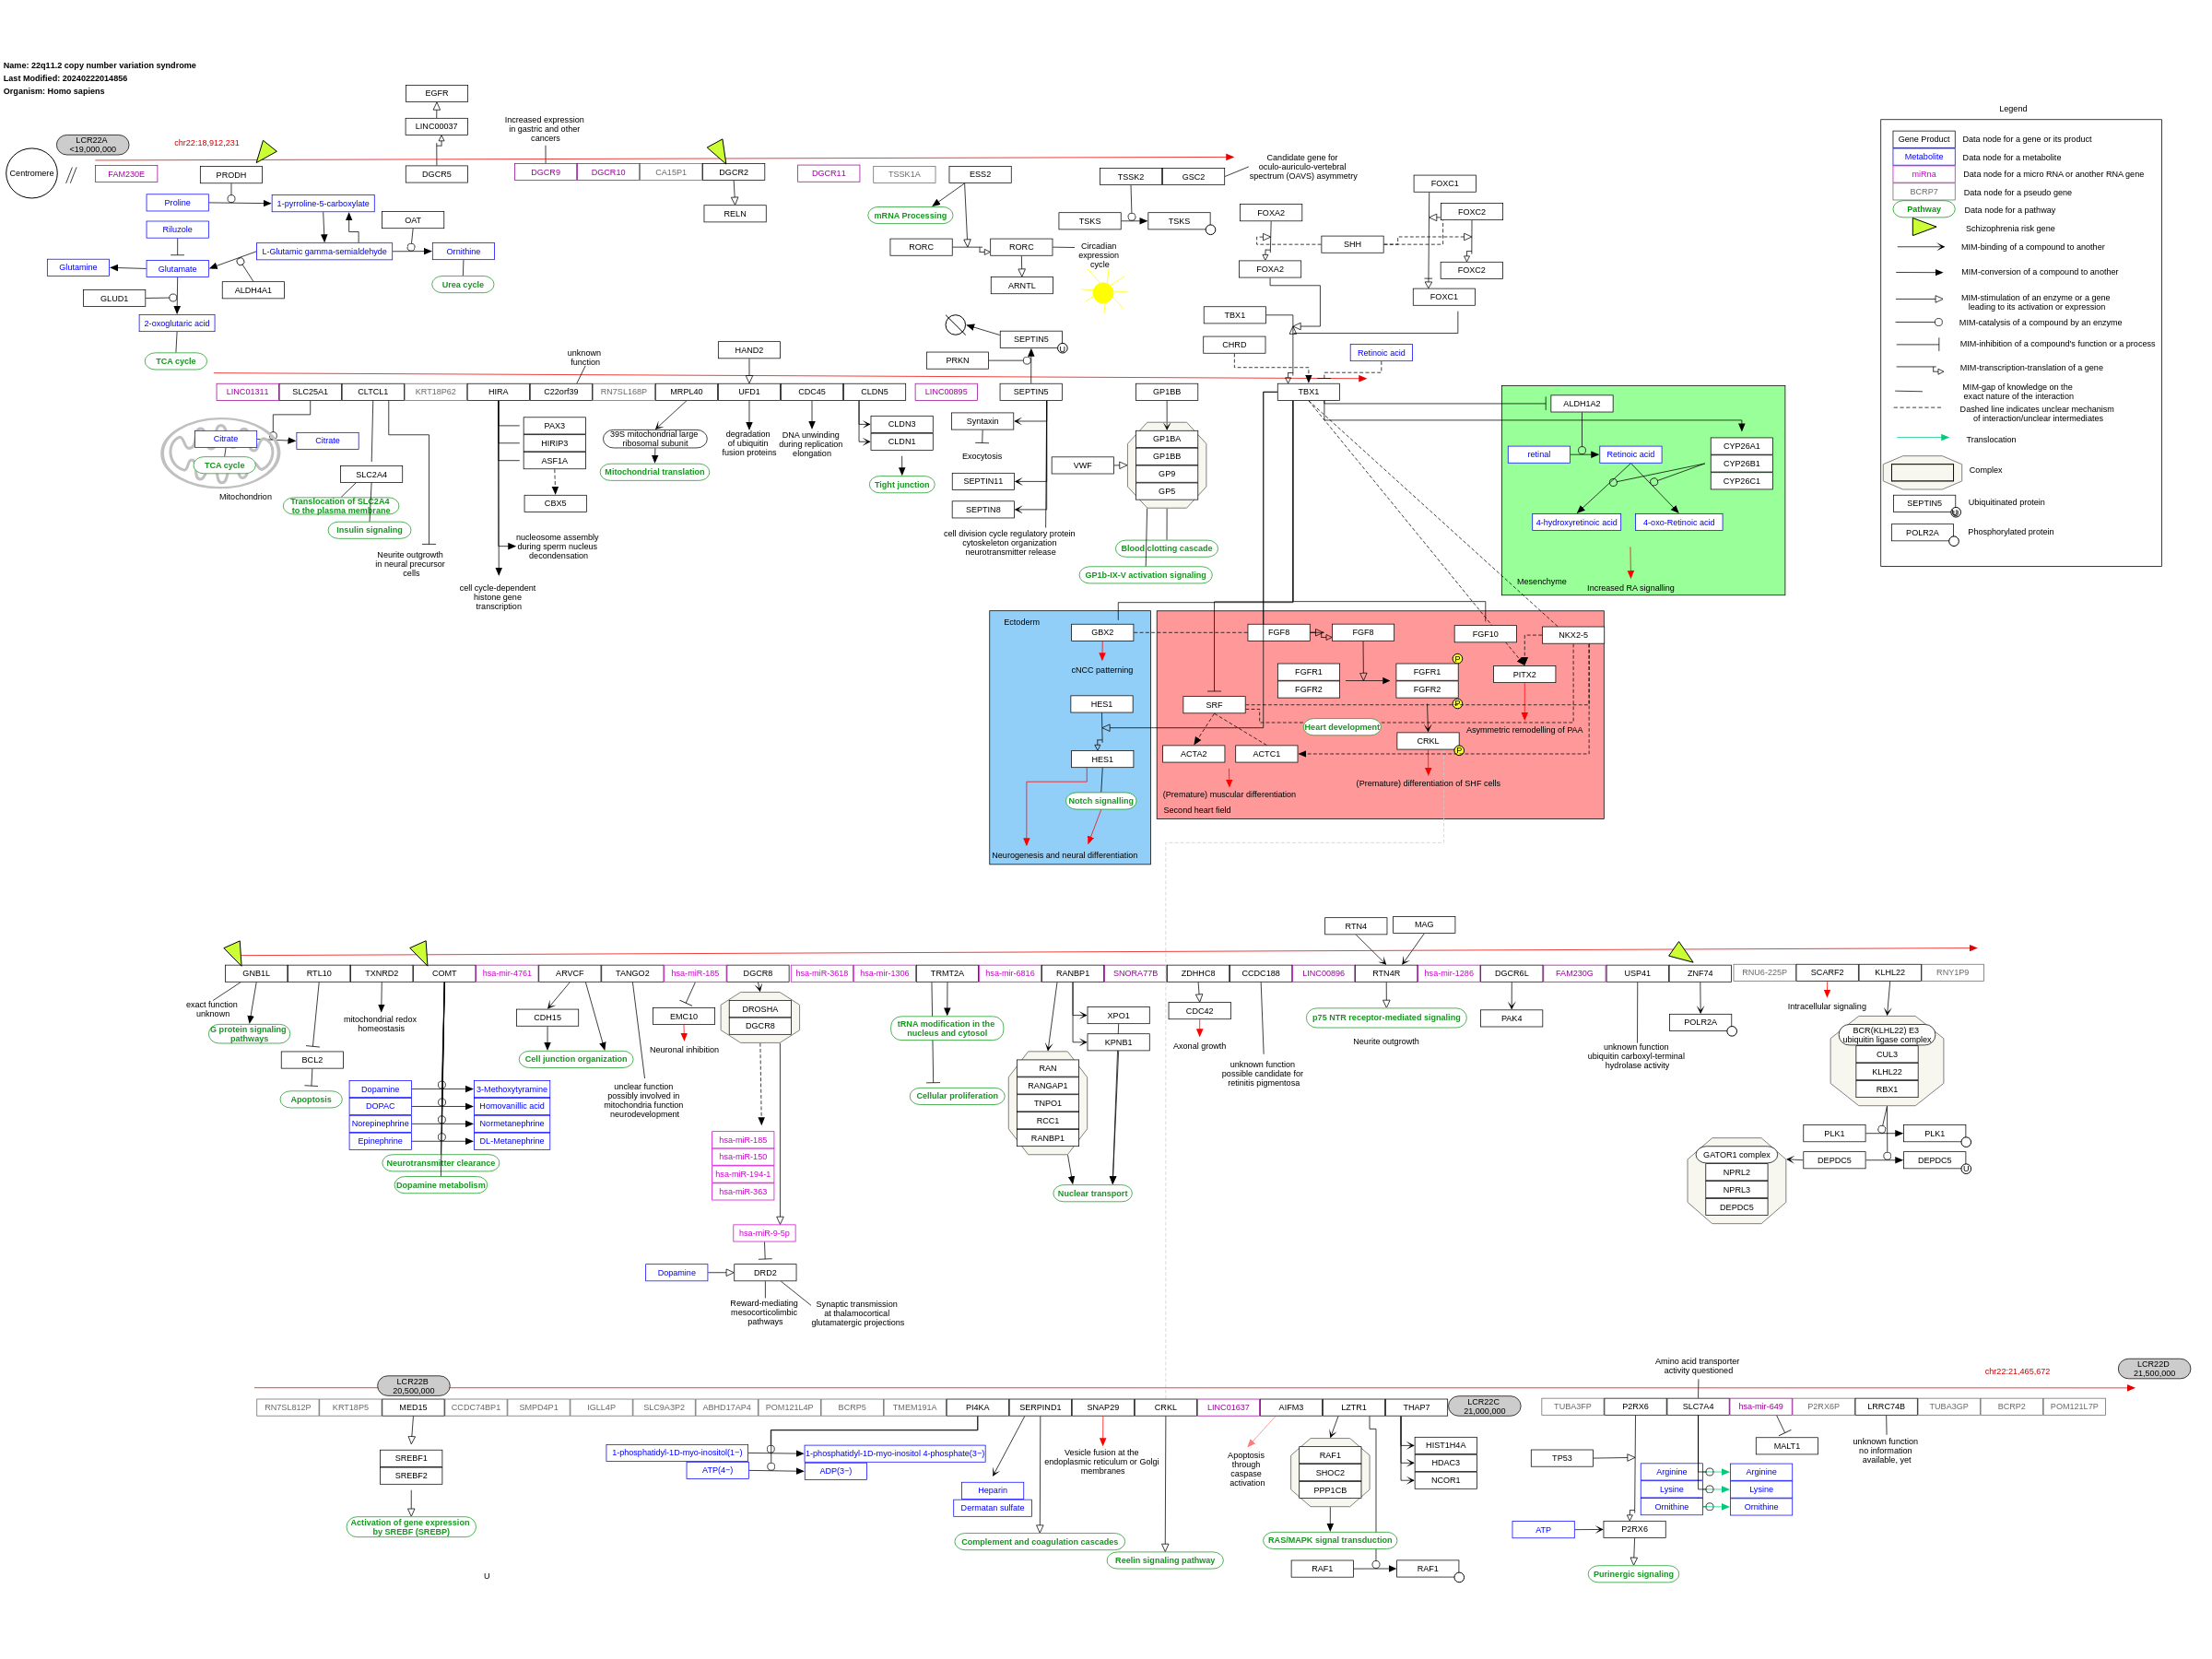 Name: 22q11.2 copy number variation syndrome
Last Modified: 20240222014856
Organism: Homo sapiens
LCR22A
<19,000,000
Centromere
chr22:18,912,231
FAM230E
PRODH
EGFR
LINC00037
DGCR5
Increased expression
in gastric and other
cancers
DGCR9
DGCR10
CA15P1
DGCR2
RELN
DGCR11
TSSK1A
ESS2
mRNA Processing
RORC
RORC
ARNTL
Circadian
expression
cycle
TSSK2
GSC2
TSKS
TSKS
Candidate gene for
oculo-auriculo-vertebral
spectrum (OAVS) asymmetry
Proline
1-pyrroline-5-carboxylate
OAT
Riluzole
L-Glutamic gamma-semialdehyde
Ornithine
Urea cycle
Glutamine
Glutamate
ALDH4A1
GLUD1
2-oxoglutaric acid
TCA cycle
FOXA2
FOXA2
SHH
FOXC1
FOXC2
FOXC2
FOXC1
TBX1
CHRD
Retinoic acid
Legend
Gene Product
Data node for a gene or its product
Metabolite
Data node for a metabolite
miRna
Data node for a micro RNA or another RNA gene
BCRP7
Data node for a pseudo gene
Pathway
Data node for a pathway
Schizophrenia risk gene
MIM-binding of a compound to another
MIM-conversion of a compound to another
MIM-stimulation of an enzyme or a gene
leading to its activation or expression
MIM-catalysis of a compound by an enzyme
MIM-inhibition of a compound's function or a process
MIM-transcription-translation of a gene
MIM-gap of knowledge on the
exact nature of the interaction
Dashed line indicates unclear mechanism
of interaction/unclear intermediates
Translocation
Complex
SEPTIN5
U
Ubiquitinated protein
POLR2A
Phosphorylated protein
LINC01311
SLC25A1
CLTCL1
KRT18P62
HIRA
C22orf39
RN7SL168P
MRPL40
UFD1
CDC45
CLDN5
LINC00895
SEPTIN5
GP1BB
TBX1
unknown
function
HAND2
SEPTIN5
U
PRKN
Citrate
Citrate
TCA cycle
Mitochondrion
SLC2A4
Translocation of SLC2A4
to the plasma membrane
Insulin signaling
Neurite outgrowth
in neural precursor
cells
PAX3
HIRIP3
ASF1A
CBX5
nucleosome assembly
during sperm nucleus
decondensation
cell cycle-dependent
histone gene
transcription
39S mitochondrial large
ribosomal subunit
Mitochondrial translation
degradation
of ubiquitin
fusion proteins
DNA unwinding
during replication
elongation
CLDN3
CLDN1
Tight junction
Syntaxin
Exocytosis
SEPTIN11
SEPTIN8
cell division cycle regulatory protein
cytoskeleton organization
neurotransmitter release
VWF
GP1BA
GP1BB
GP9
GP5
Blood clotting cascade
GP1b-IX-V activation signaling
ALDH1A2
retinal
Retinoic acid
CYP26A1
CYP26B1
CYP26C1
4-hydroxyretinoic acid
4-oxo-Retinoic acid
Mesenchyme
Increased RA signalling
Ectoderm
GBX2
cNCC patterning
HES1
HES1
Notch signalling
Neurogenesis and neural differentiation
FGF8
FGF8
FGF10
NKX2-5
FGFR1
FGFR2
FGFR1
FGFR2
P
P
PITX2
SRF
Heart development
Asymmetric remodelling of PAA
CRKL
P
ACTA2
ACTC1
(Premature) differentiation of SHF cells
(Premature) muscular differentiation
Second heart field
RTN4
MAG
GNB1L
RTL10
TXNRD2
COMT
hsa-mir-4761
ARVCF
TANGO2
hsa-miR-185
DGCR8
hsa-miR-3618
hsa-mir-1306
TRMT2A
hsa-mir-6816
RANBP1
SNORA77B
ZDHHC8
CCDC188
LINC00896
RTN4R
hsa-mir-1286
DGCR6L
FAM230G
USP41
ZNF74
RNU6-225P
SCARF2
KLHL22
RNY1P9
exact function
unknown
G protein signaling
pathways
BCL2
Apoptosis
mitochondrial redox
homeostasis
Dopamine
DOPAC
Norepinephrine
Epinephrine
3-Methoxytyramine
Homovanillic acid
Normetanephrine
DL-Metanephrine
Neurotransmitter clearance
Dopamine metabolism
CDH15
Cell junction organization
unclear function
possibly involved in
mitochondria function
neurodevelopment
EMC10
Neuronal inhibition
DROSHA
DGCR8
hsa-miR-185
hsa-miR-150
hsa-miR-194-1
hsa-miR-363
hsa-miR-9-5p
Dopamine
DRD2
Reward-mediating
mesocorticolimbic
pathways
Synaptic transmission
at thalamocortical
glutamatergic projections
tRNA modification in the
nucleus and cytosol
Cellular proliferation
XPO1
KPNB1
RAN
RANGAP1
TNPO1
RCC1
RANBP1
Nuclear transport
CDC42
Axonal growth
unknown function
possible candidate for
retinitis pigmentosa
p75 NTR receptor-mediated signaling
Neurite outgrowth
PAK4
unknown function
ubiquitin carboxyl-terminal
hydrolase activity
POLR2A
Intracellular signaling
BCR(KLHL22) E3
ubiquitin ligase complex
CUL3
KLHL22
RBX1
PLK1
PLK1
DEPDC5
DEPDC5
U
GATOR1 complex
NPRL2
NPRL3
DEPDC5
LCR22B
20,500,000
RN7SL812P
KRT18P5
MED15
CCDC74BP1
SMPD4P1
IGLL4P
SLC9A3P2
ABHD17AP4
POM121L4P
BCRP5
TMEM191A
PI4KA
SERPIND1
SNAP29
CRKL
LINC01637
AIFM3
LZTR1
THAP7
LCR22C
21,000,000
Amino acid transporter
activity questioned
chr22:21,465,672
LCR22D
21,500,000
TUBA3FP
P2RX6
SLC7A4
hsa-mir-649
P2RX6P
LRRC74B
TUBA3GP
BCRP2
POM121L7P
SREBF1
SREBF2
Activation of gene expression
by SREBF (SREBP)
U
1-phosphatidyl-1D-myo-inositol(1−)
1-phosphatidyl-1D-myo-inositol 4-phosphate(3−)
ATP(4−)
ADP(3−)
Heparin
Dermatan sulfate
Complement and coagulation cascades
Vesicle fusion at the
endoplasmic reticulum or Golgi
membranes
Reelin signaling pathway
Apoptosis
through
caspase
activation
RAF1
SHOC2
PPP1CB
RAS/MAPK signal transduction
RAF1
RAF1
HIST1H4A
HDAC3
NCOR1
TP53
Arginine
Lysine
Ornithine
Arginine
Lysine
Ornithine
ATP
P2RX6
Purinergic signaling
MALT1
unknown function
no information
available, yet